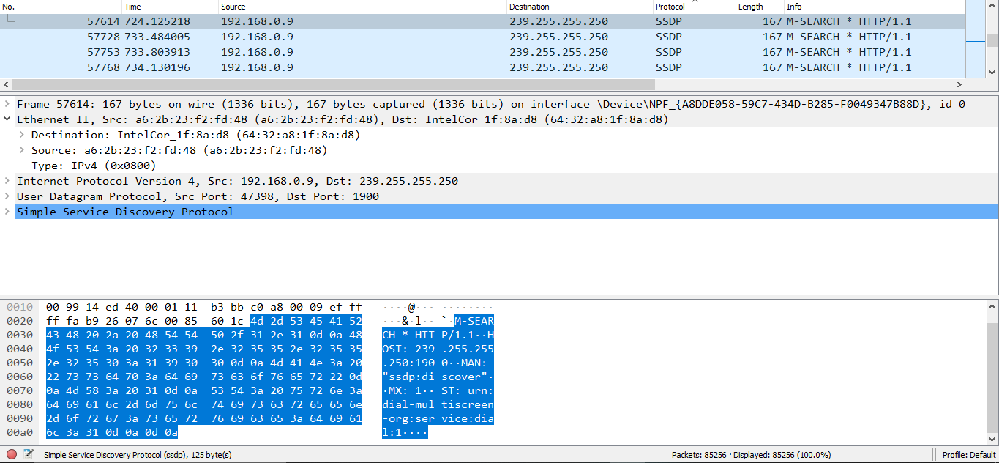 No. Time Source Destination Protocol Length Info
57614 724.125218 192.168.0.9 239.255.255.250 SSDP 167 M-SEARCH * HTTP/1.1
57728 733.484005 192.168.0.9 239.255.255.250 SSDP 167 M-SEARCH * HTTP/1.1
57753 733.803913 192.168.0.9 239.255.255.250 SSDP 167 M-SEARCH * HTTP/1.1
57768 734.130196 192.168.0.9 239.255.255.250 SSDP 167 M-SEARCH * HTTP/1.1
Frame 57614: 167 bytes on wire (1336 bits), 167 bytes captured (1336 bits) on interface \Device\NPF_{A8DDE058-59C7-434D-B285-F0049347B88D}, id 0
Ethernet II, Src: a6:2b:23:f2:fd:48 (a6:2b:23:f2:fd:48), Dst: IntelCor_1f:8a:d8 (64:32:a8:1f:8a:d8)
Destination: IntelCor_1f:8a:d8 (64:32:a8:1f:8a:d8)
Source: a6:2b:23:f2:fd:48 (a6:2b:23:f2:fd:48)
Type: IPv4 (0x0800)
Internet Protocol Version 4, Src: 192.168.0.9, Dst: 239.255.255.250
User Datagram Protocol, Src Port: 47398, Dst Port: 1900
Simple Service Discovery Protocol
0010 00 99 14 ed 40 00 01 11 b3 bb c0 a8 00 09 ef ff ····@··· ········
0020 ff fa b9 26 07 6c 00 85 60 1c 4d 2d 53 45 41 52 ···&·l·· `·M-SEAR
0030 43 48 20 2a 20 48 54 54 50 2f 31 2e 31 0d 0a 48 CH * HTT P/1.1··H
0040 4f 53 54 3a 20 32 33 39 2e 32 35 35 2e 32 35 35 OST: 239 .255.255
0050 2e 32 35 30 3a 31 39 30 30 0d 0a 4d 41 4e 3a 20 .250:190 0··MAN:
0060 22 73 73 64 70 3a 64 69 73 63 6f 76 65 72 22 0d "ssdp:di scover"·
0070 0a 4d 58 3a 20 31 0d 0a 53 54 3a 20 75 72 6e 3a ·MX: 1·· ST: urn:
0080 64 69 61 6c 2d 6d 75 6c 74 69 73 63 72 65 65 6e dial-mul tiscreen
0090 2d 6f 72 67 3a 73 65 72 76 69 63 65 3a 64 69 61 -org:ser vice:dia
00a0 6c 3a 31 0d 0a 0d 0a l:1····
Simple Service Discovery Protocol (ssdp), 125 byte(s) Packets: 85256 · Displayed: 85256 (100.0%) Profile: Default